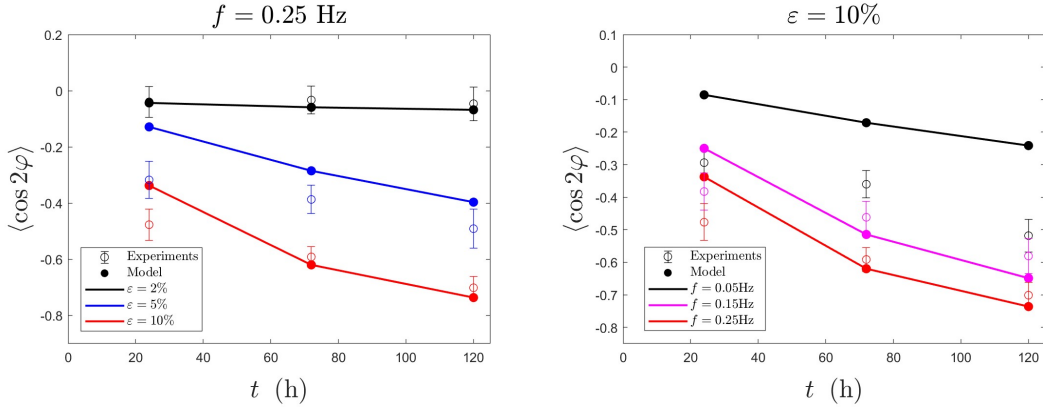 f = 0.25 Hz
0.2
0
-0.2
-0.4
-0.6
-0.8
⟨cos 2φ⟩
Experiments
Model
ε = 2%
ε = 5%
ε = 10%
0 20 40 60 80 100 120
t (h)
ε = 10%
0.1
0
-0.1
-0.2
-0.3
-0.4
-0.5
-0.6
-0.7
-0.8
⟨cos 2φ⟩
Experiments
Model
f = 0.05Hz
f = 0.15Hz
f = 0.25Hz
0 20 40 60 80 100 120
t (h)